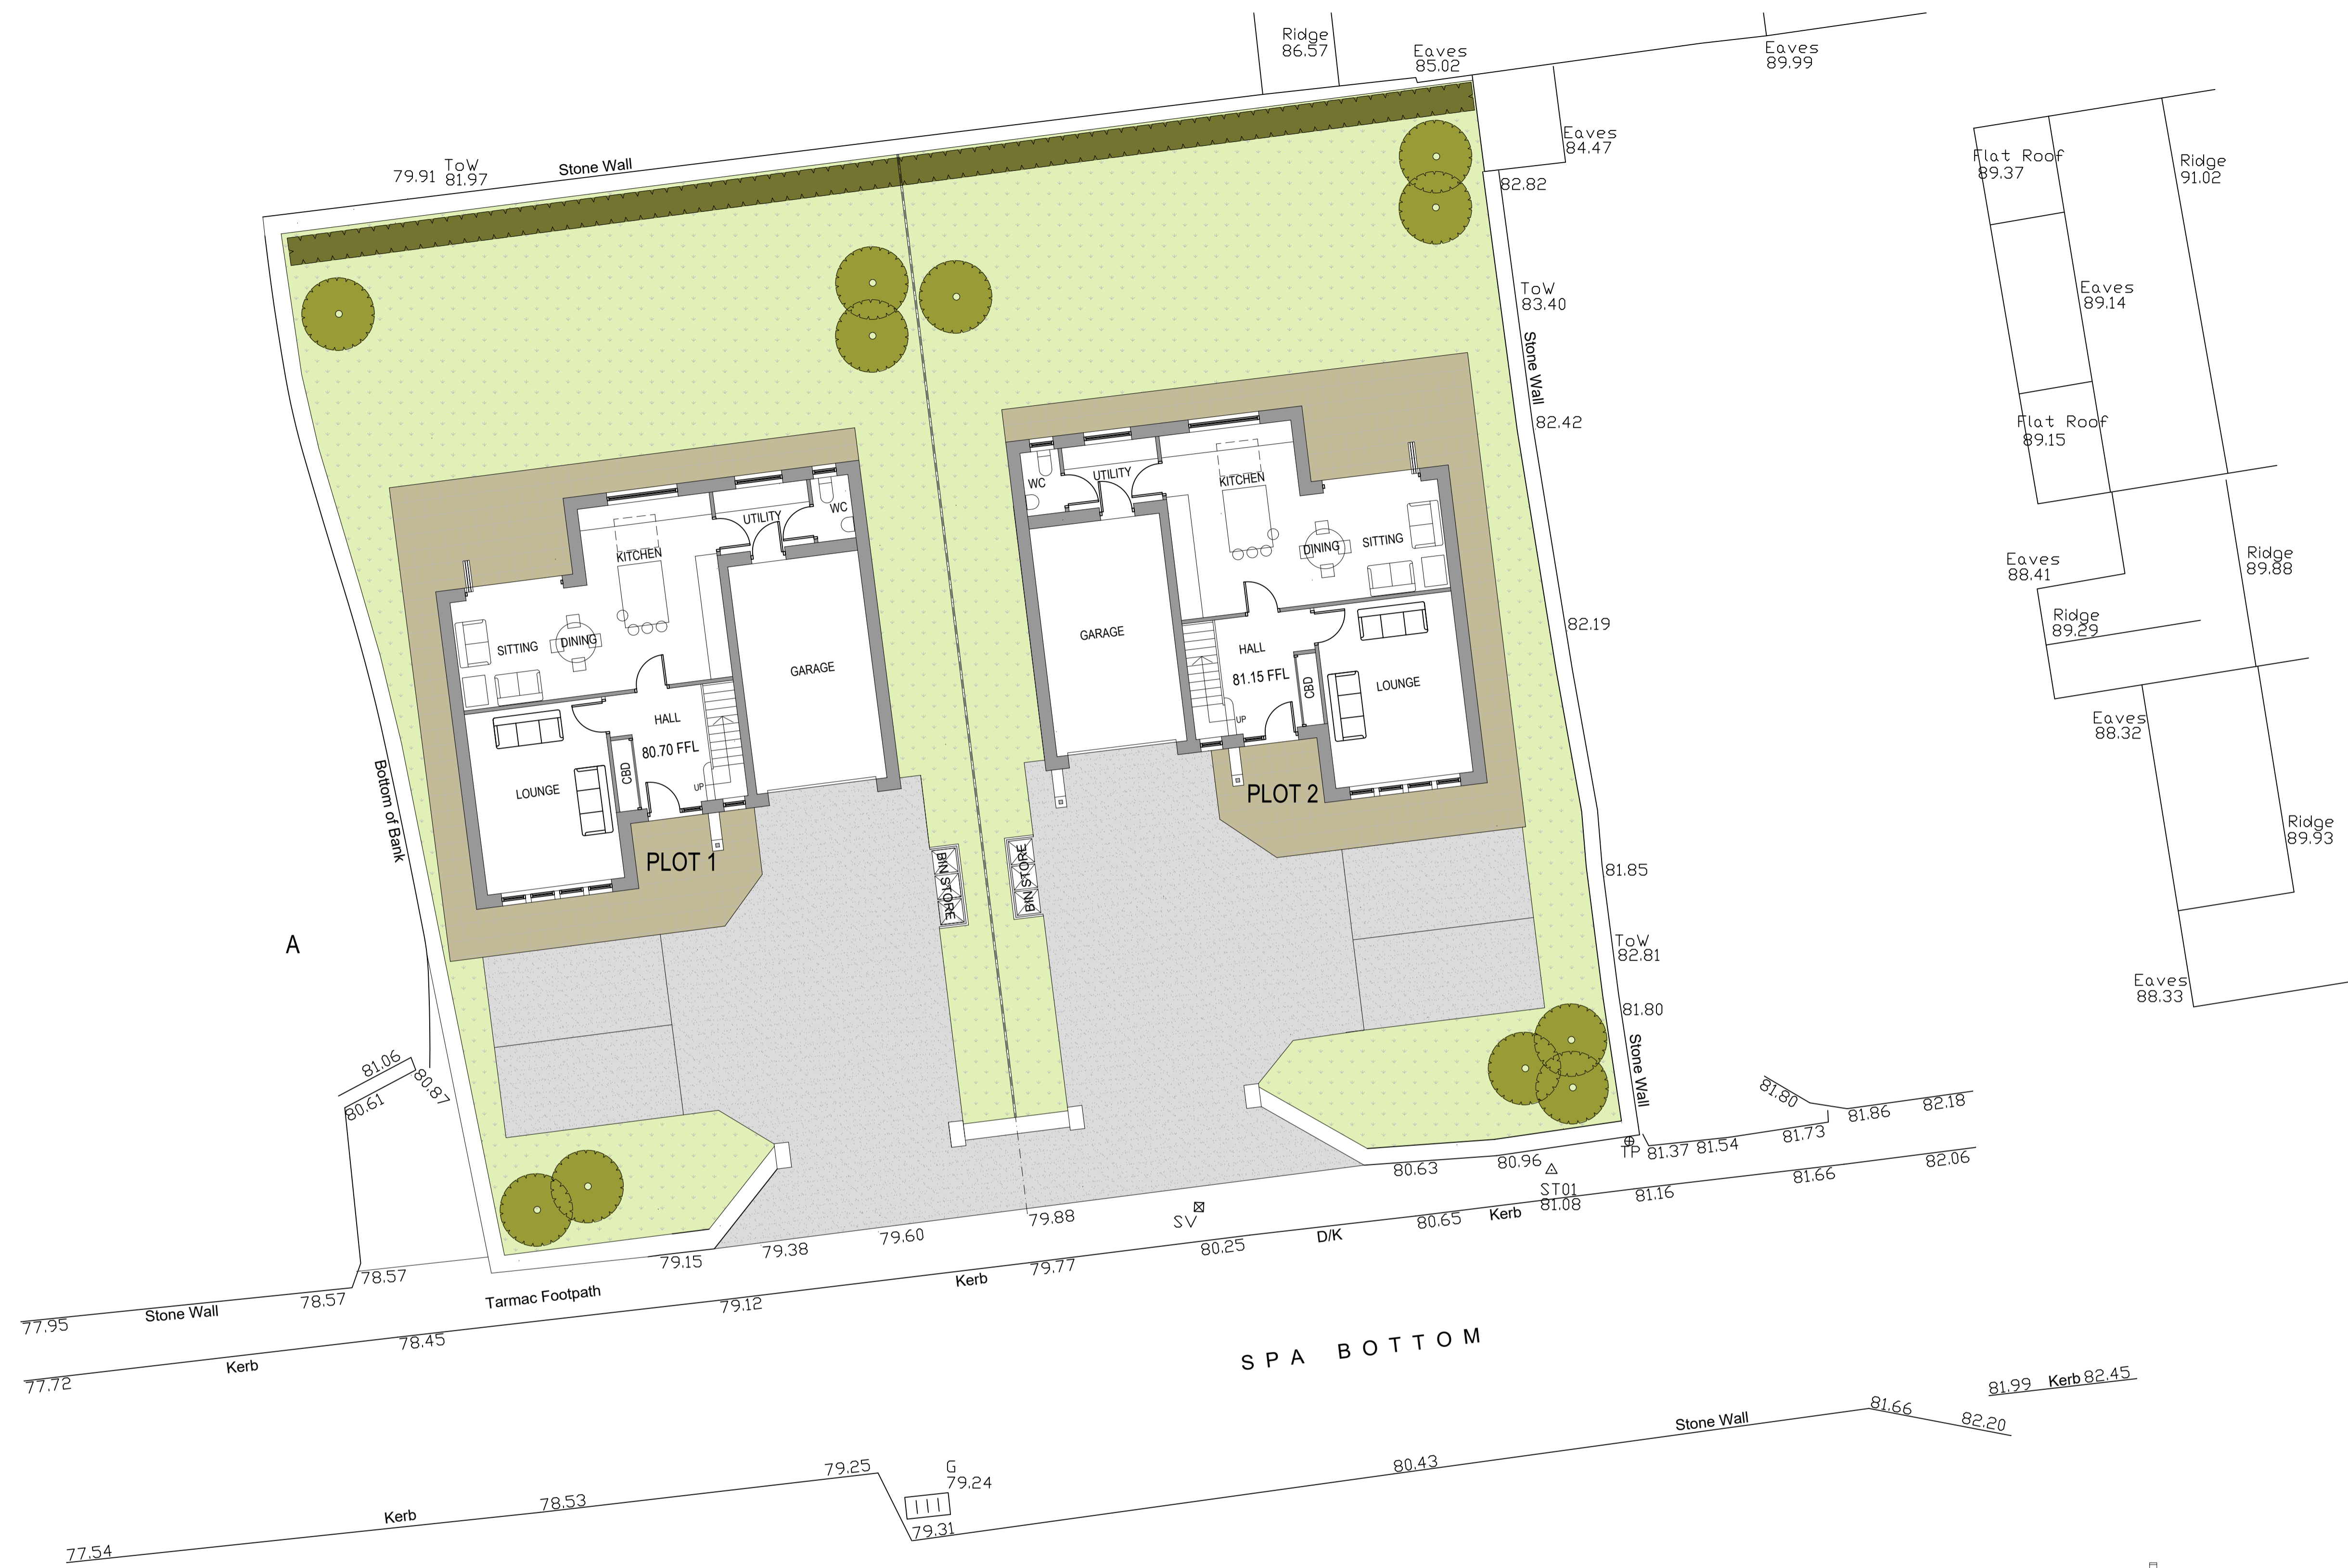 Ridge
86.57
Eaves
85.02
Eaves
89.99
Eaves
84.47
Flat Roof
89.37
Ridge
91.02
79.91
ToW
81.97
Stone Wall
82.82
ToW
83.40
Stone Wall
Eaves
89.14
82.42
Flat Roof
89.15
WC
UTILITY
KITCHEN
DINING
SITTING
GARAGE
HALL
81.15 FFL
CBD
LOUNGE
UP
PLOT 2
WC
UTILITY
KITCHEN
DINING
SITTING
GARAGE
HALL
80.70 FFL
CBD
LOUNGE
UP
PLOT 1
82.19
Eaves
88.41
Ridge
89.88
Ridge
89.29
Eaves
88.32
Ridge
89.93
Eaves
88.33
Bottom of Bank
BIN STORE
BIN STORE
81.85
ToW
82.81
81.80
Stone Wall
A
81.06
80.61
80.87
81.80
81.86
82.18
81.73
TP
81.37
81.54
82.06
81.66
81.16
80.63
80.96
ST01
81.08
Kerb
80.65
D/K
80.25
SV
79.88
79.60
79.38
79.15
79.77
Kerb
79.12
Tarmac Footpath
78.57
78.57
Stone Wall
77.95
78.45
Kerb
77.72
SPA BOTTOM
81.99
Kerb
82.45
81.66
82.20
Stone Wall
80.43
G
79.24
79.25
79.31
78.53
Kerb
77.54